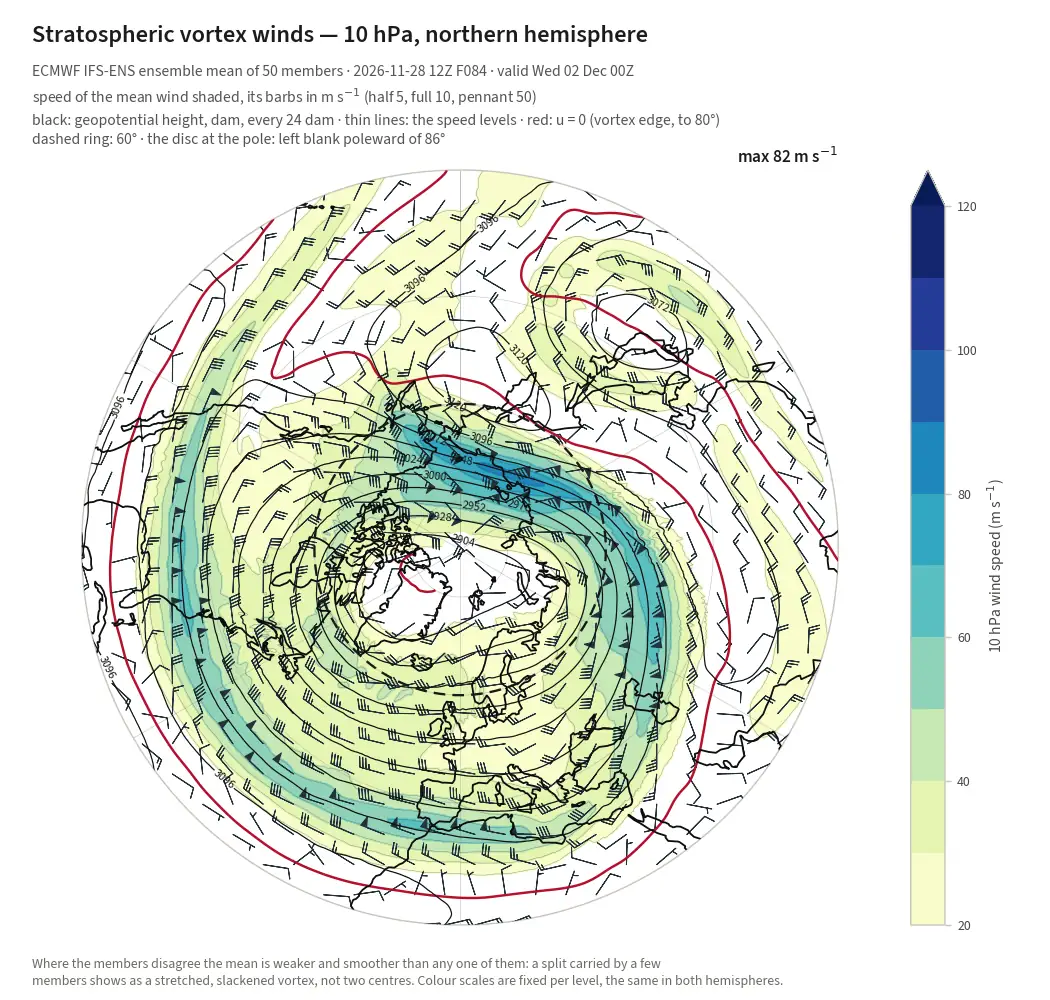 Stratospheric vortex winds — 10 hPa, northern hemisphere
ECMWF IFS-ENS ensemble mean of 50 members · 2026-11-28 12Z F084 · valid Wed 02 Dec 00Z
speed of the mean wind shaded, its barbs in m s⁻¹ (half 5, full 10, pennant 50)
black: geopotential height, dam, every 24 dam · thin lines: the speed levels · red: u = 0 (vortex edge, to 80°)
dashed ring: 60° · the disc at the pole: left blank poleward of 86°
max 82 m s⁻¹
120
100
80
60
40
20
10 hPa wind speed (m s⁻¹)
3096
3096
3072
3120
3096
3096
3000
2952
2904
3096
3096
Where the members disagree the mean is weaker and smoother than any one of them: a split carried by a few
members shows as a stretched, slackened vortex, not two centres. Colour scales are fixed per level, the same in both hemispheres.